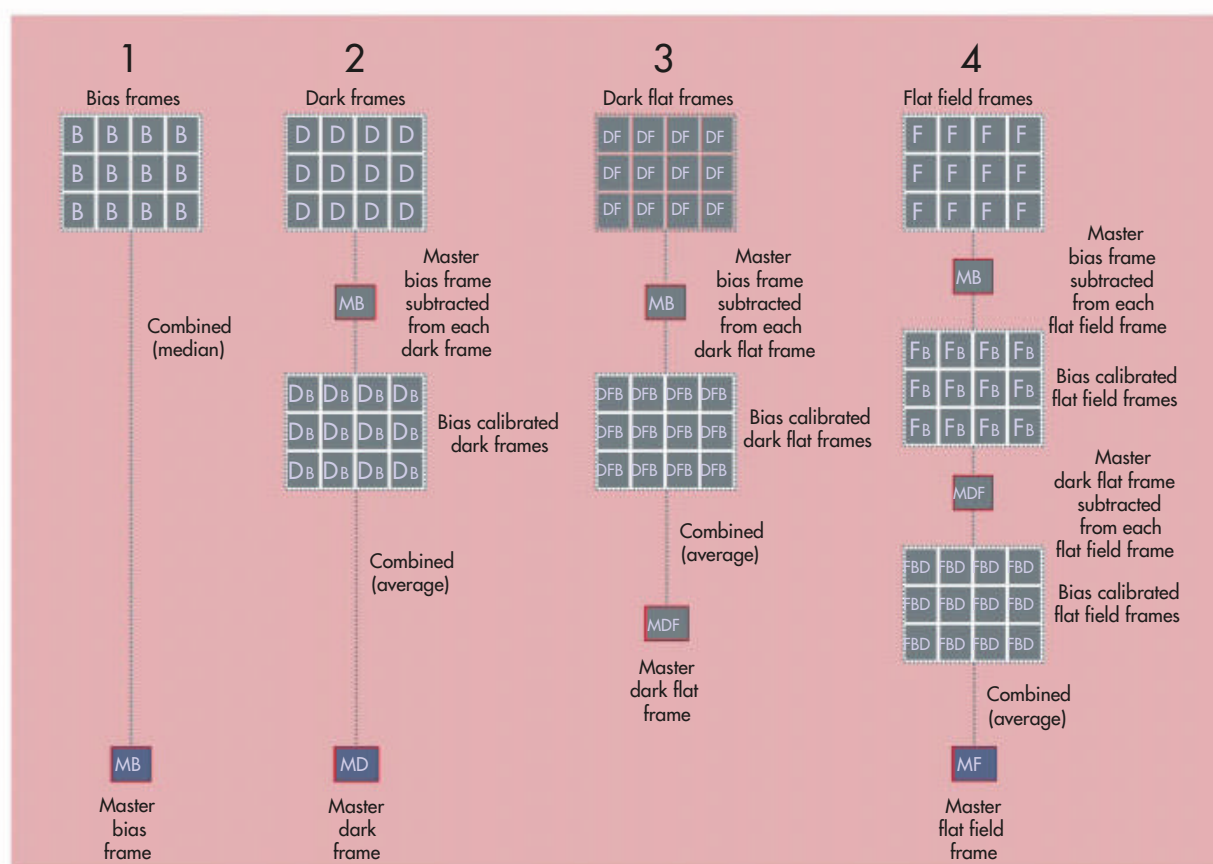 1
Bias frames
B B B B
B B B B
B B B B
Combined
(median)
MB
Master
bias
frame
2
Dark frames
D D D D
D D D D
D D D D
MB
Master
bias frame
subtracted
from each
dark frame
DB DB DB DB
DB DB DB DB
DB DB DB DB
Bias calibrated
dark frames
Combined
(average)
MD
Master
dark
frame
3
Dark flat frames
DF DF DF DF
DF DF DF DF
DF DF DF DF
MB
Master
bias frame
subtracted
from each
dark flat frame
DFB DFB DFB DFB
DFB DFB DFB DFB
DFB DFB DFB DFB
Bias calibrated
dark flat frames
Combined
(average)
MDF
Master
dark flat
frame
4
Flat field frames
F F F F
F F F F
F F F F
MB
Master
bias frame
subtracted
from each
flat field frame
FB FB FB FB
FB FB FB FB
FB FB FB FB
Bias calibrated
flat field frames
MDF
Master
dark flat frame
subtracted
from each
flat field frame
FBD FBD FBD FBD
FBD FBD FBD FBD
FBD FBD FBD FBD
Bias calibrated
flat field frames
Combined
(average)
MF
Master
flat field
frame